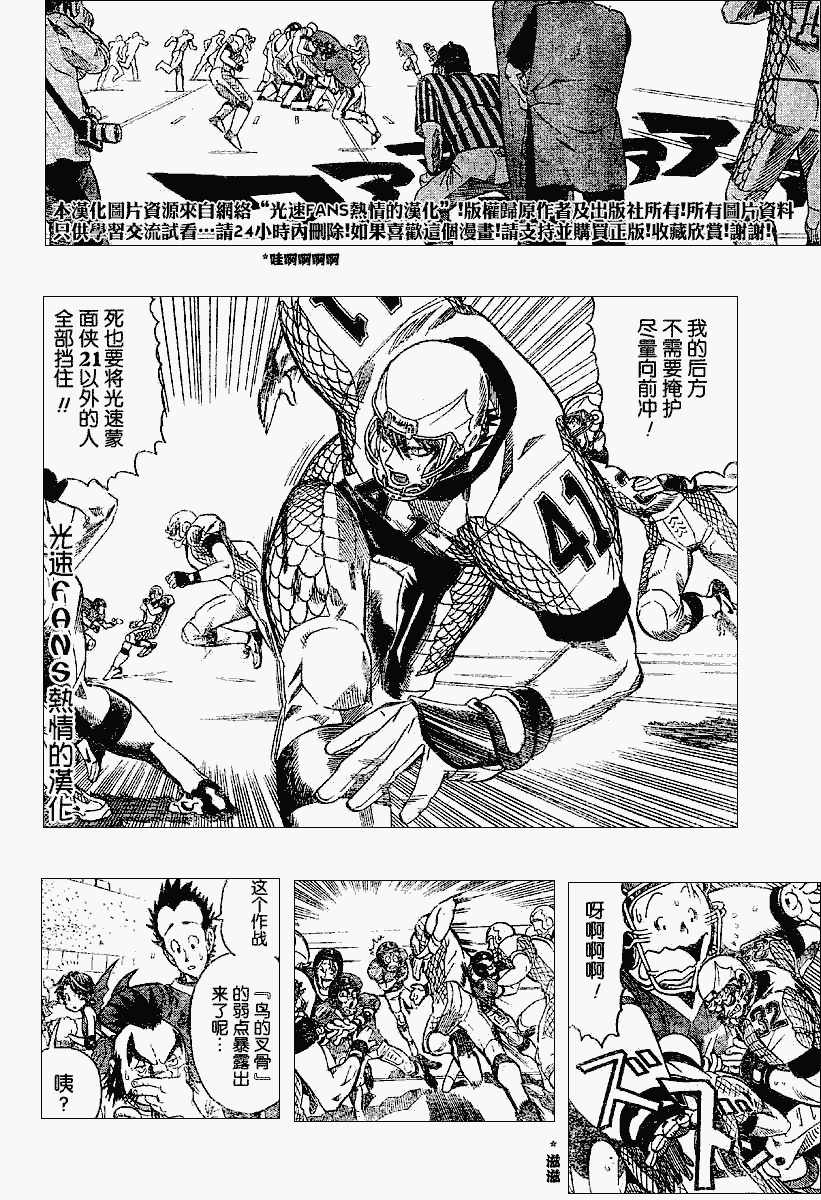 本漢化圖片資源來自網絡“光速FANS熱情的漢化”!版權歸原作者及出版社所有!所有圖片資料
只供學習交流試看…請24小時內刪除!如果喜歡這個漫畫!請支持並購買正版!收藏欣賞!謝謝!
*哇啊啊啊啊
我的后方
不需要掩护
尽量向前冲!
41
死也要将光速蒙
面侠21以外的人
全部挡住!!
光速FANS熱情的漢化
呀啊啊啊!
32
ズズ
*滋滋
这个作战
『鸟的叉骨』
的弱点暴露出
来了呢…
咦?